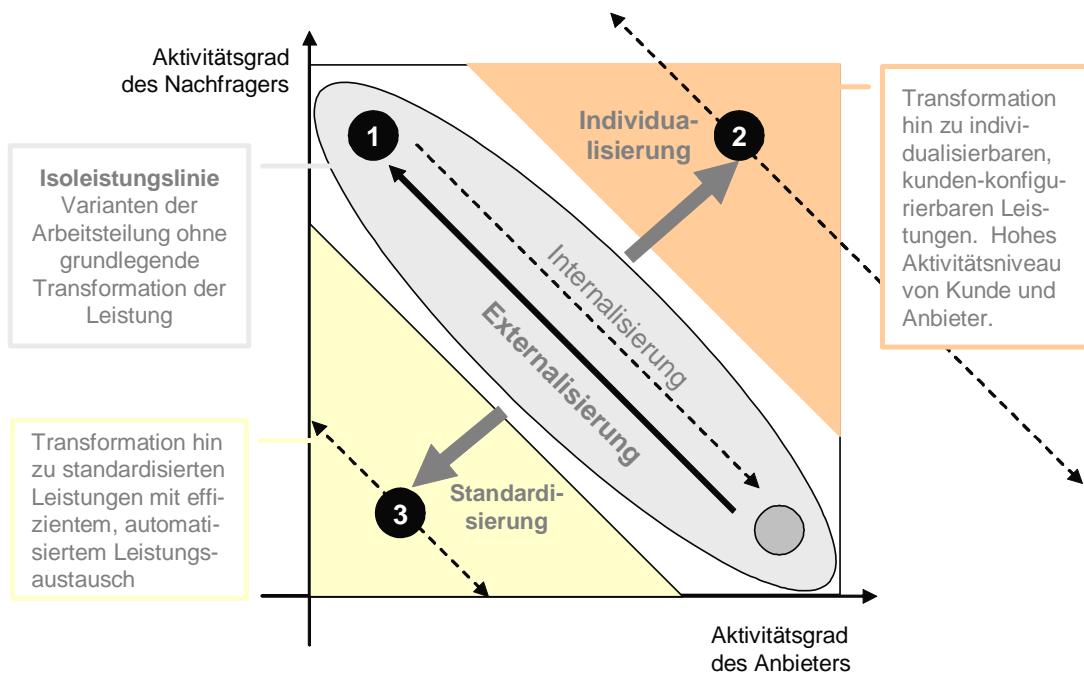 Aktivitätsgrad
des Nachfragers
Isoleistungslinie
Varianten der
Arbeitsteilung ohne
grundlegende
Transformation der
Leistung
1
Individua-
lisierung
2
Transformation
hin zu indivi-
dualisierbaren,
kunden-konfigu-
rierbaren Leis-
tungen. Hohes
Aktivitätsniveau
von Kunde und
Anbieter.
Internalisierung
Externalisierung
Transformation hin
zu standardisierten
Leistungen mit effi-
zientem, automati-
siertem Leistungs-
austausch
3
Standardi-
sierung
Aktivitätsgrad
des Anbieters